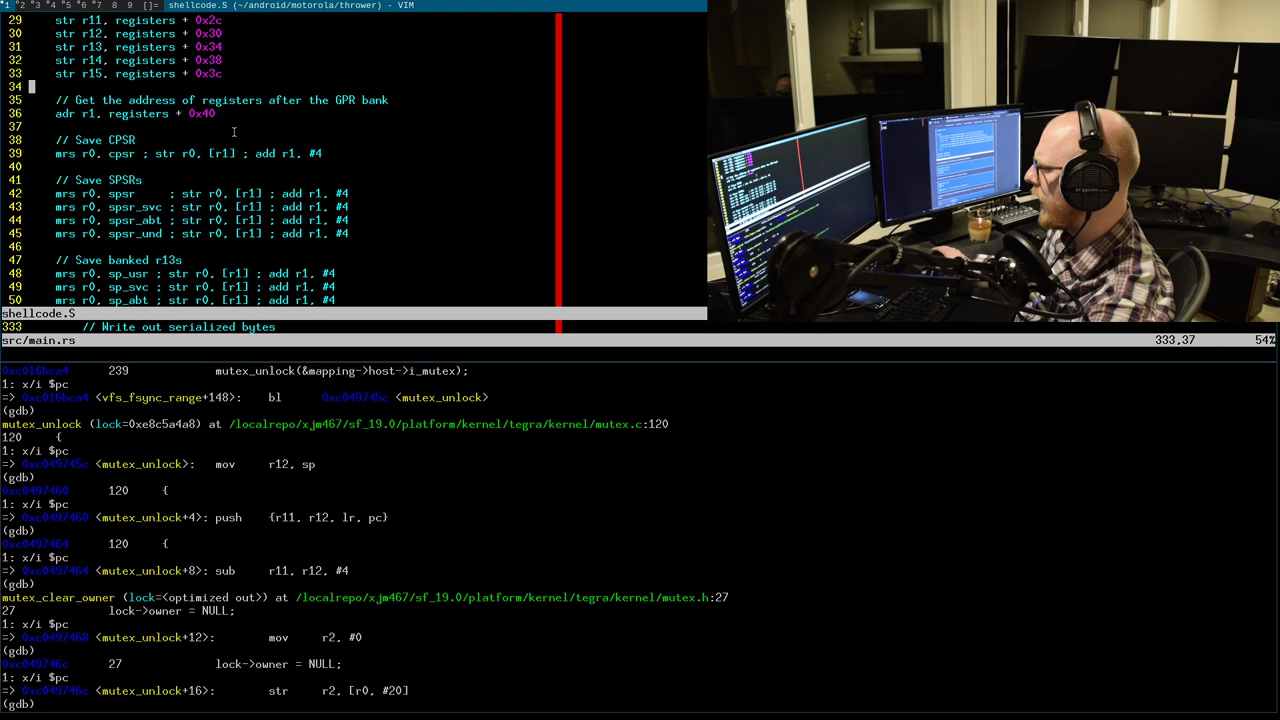 1 2 3 4 5 6 7 8 9 []= shellcode.S (~/android/motorola/thrower) - VIM
29 str r11, registers + 0x2c
30 str r12, registers + 0x30
31 str r13, registers + 0x34
32 str r14, registers + 0x38
33 str r15, registers + 0x3c
34
35 // Get the address of registers after the GPR bank
36 adr r1, registers + 0x40
37
38 // Save CPSR
39 mrs r0, cpsr ; str r0, [r1] ; add r1, #4
40
41 // Save SPSRs
42 mrs r0, spsr ; str r0, [r1] ; add r1, #4
43 mrs r0, spsr_svc ; str r0, [r1] ; add r1, #4
44 mrs r0, spsr_abt ; str r0, [r1] ; add r1, #4
45 mrs r0, spsr_und ; str r0, [r1] ; add r1, #4
46
47 // Save banked r13s
48 mrs r0, sp_usr ; str r0, [r1] ; add r1, #4
49 mrs r0, sp_svc ; str r0, [r1] ; add r1, #4
50 mrs r0, sp_abt ; str r0, [r1] ; add r1, #4
shellcode.S
333 // Write out serialized bytes
src/main.rs 333,37 54%
0xc016bca4 239 mutex_unlock(&mapping->host->i_mutex);
1: x/i $pc
=> 0xc016bca4 <vfs_fsync_range+148>: bl 0xc049745c <mutex_unlock>
(gdb)
mutex_unlock (lock=0xe8c5a4a8) at /localrepo/xjm467/sf_19.0/platform/kernel/tegra/kernel/mutex.c:120
120 {
1: x/i $pc
=> 0xc049745c <mutex_unlock>: mov r12, sp
(gdb)
0xc0497460 120 {
1: x/i $pc
=> 0xc0497460 <mutex_unlock+4>: push {r11, r12, lr, pc}
(gdb)
0xc0497464 120 {
1: x/i $pc
=> 0xc0497464 <mutex_unlock+8>: sub r11, r12, #4
(gdb)
mutex_clear_owner (lock=<optimized out>) at /localrepo/xjm467/sf_19.0/platform/kernel/tegra/kernel/mutex.h:27
27 lock->owner = NULL;
1: x/i $pc
=> 0xc0497468 <mutex_unlock+12>: mov r2, #0
(gdb)
0xc049746c 27 lock->owner = NULL;
1: x/i $pc
=> 0xc049746c <mutex_unlock+16>: str r2, [r0, #20]
(gdb)